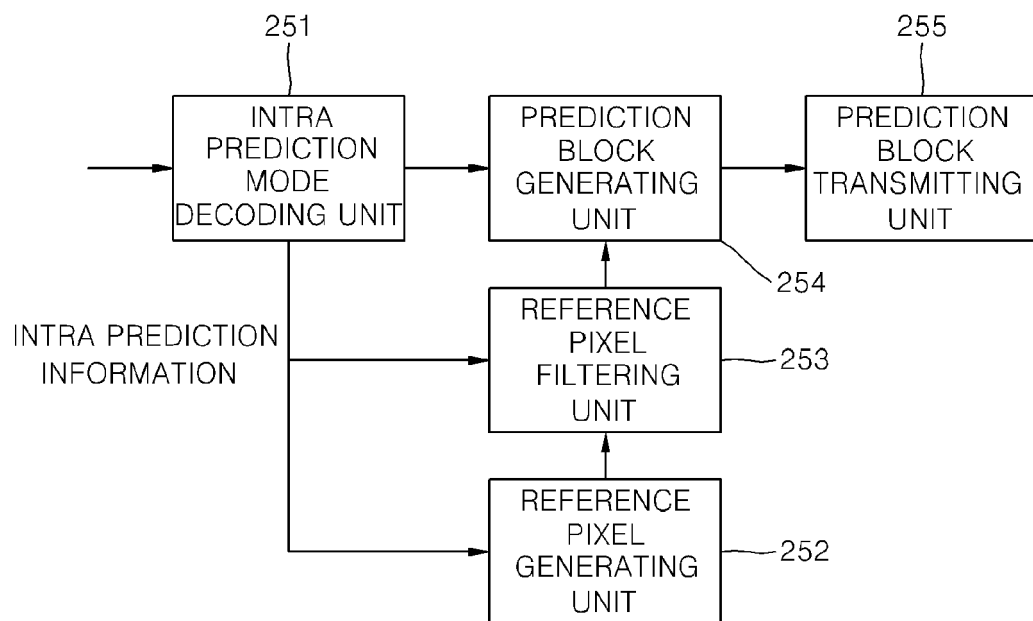 251
255
INTRA
PREDICTION
MODE
DECODING UNIT
PREDICTION
BLOCK
GENERATING
UNIT
PREDICTION
BLOCK
TRANSMITTING
UNIT
254
INTRA PREDICTION
INFORMATION
REFERENCE
PIXEL
FILTERING
UNIT
253
REFERENCE
PIXEL
GENERATING
UNIT
252